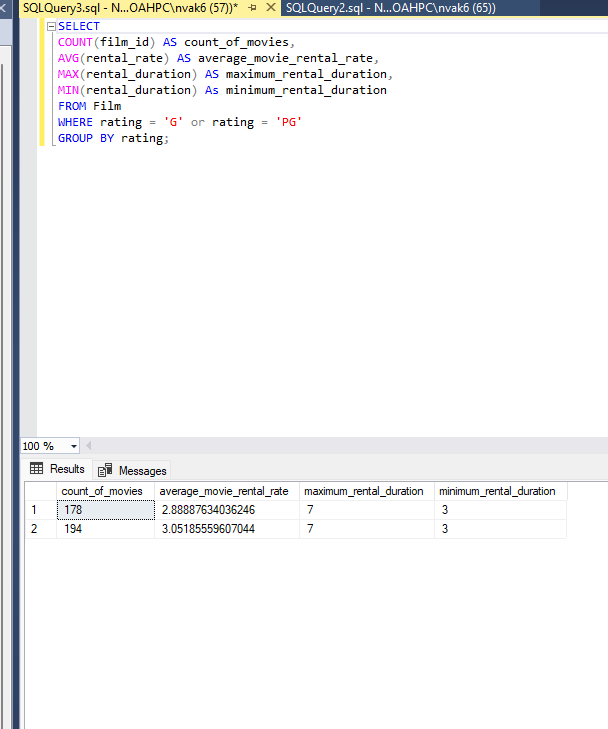 SQLQuery3.sql - N...OAHPC\nvak6 (57))* SQLQuery2.sql - N...OAHPC\nvak6 (65))
SELECT
COUNT(film_id) AS count_of_movies,
AVG(rental_rate) AS average_movie_rental_rate,
MAX(rental_duration) AS maximum_rental_duration,
MIN(rental_duration) As minimum_rental_duration
FROM Film
WHERE rating = 'G' or rating = 'PG'
GROUP BY rating;
100 %
Results Messages
count_of_movies average_movie_rental_rate maximum_rental_duration minimum_rental_duration
1 178 2.88887634036246 7 3
2 194 3.05185559607044 7 3